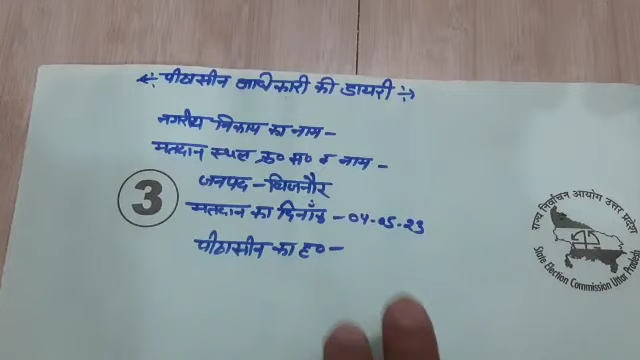 ← पीठासीन अधिकारी की डायरी →
नगरीय निकाय का नाम -
मतदान स्थल क्र० स० व नाम -
जनपद - बिजनौर
3
मतदान का दिनाँक - 04-05-23
पीठासीन का ह० -
राज्य निर्वाचन आयोग उत्तर प्रदेश
State Election Commission Uttar Pradesh